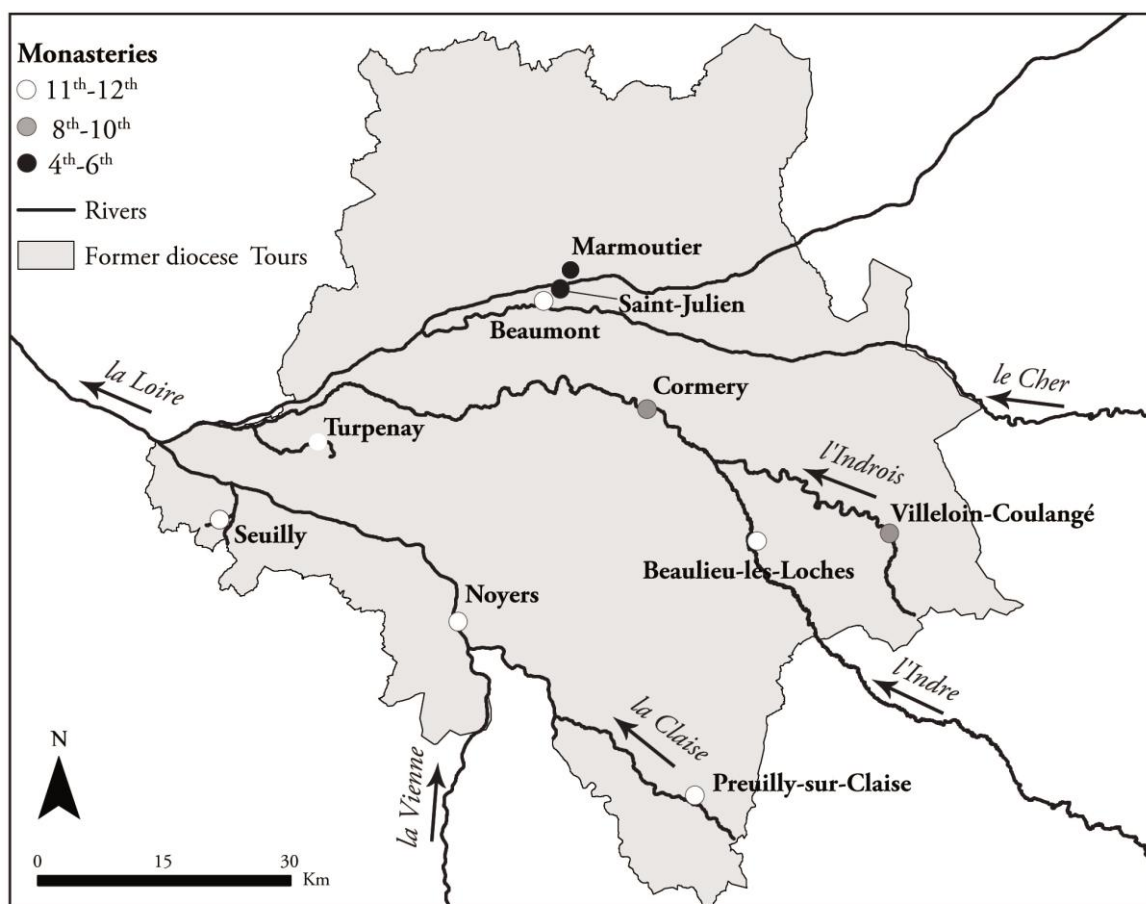 Monasteries
11th-12th
8th-10th
4th-6th
Rivers
Former diocese Tours
Marmoutier
Saint-Julien
Beaumont
la Loire
Cormery
le Cher
Turpenay
l'Indrois
Villeloin-Coulangé
Seuilly
Beaulieu-lès-Loches
Noyers
l'Indre
la Claise
la Vienne
Preuilly-sur-Claise
N
0 15 30
Km